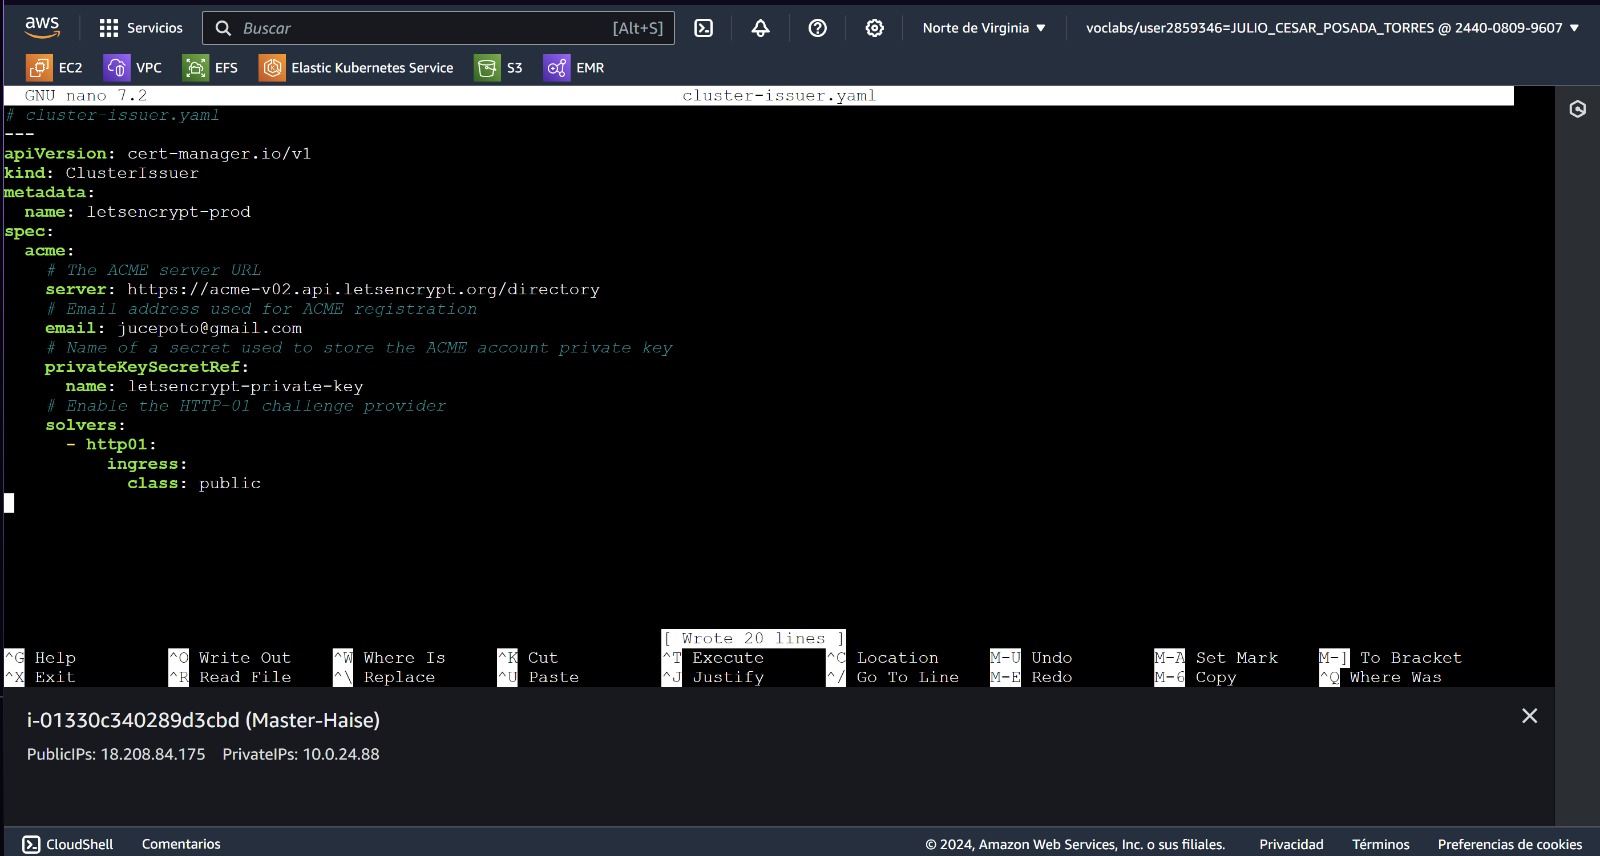 aws
Servicios
Buscar
[Alt+S]
Norte de Virginia
voclabs/user2859346=JULIO_CESAR_POSADA_TORRES @ 2440-0809-9607
EC2
VPC
EFS
Elastic Kubernetes Service
S3
EMR
GNU nano 7.2 cluster-issuer.yaml
# cluster-issuer.yaml
---
apiVersion: cert-manager.io/v1
kind: ClusterIssuer
metadata:
  name: letsencrypt-prod
spec:
  acme:
    # The ACME server URL
    server: https://acme-v02.api.letsencrypt.org/directory
    # Email address used for ACME registration
    email: jucepoto@gmail.com
    # Name of a secret used to store the ACME account private key
    privateKeySecretRef:
      name: letsencrypt-private-key
    # Enable the HTTP-01 challenge provider
    solvers:
      - http01:
          ingress:
            class: public
[ Wrote 20 lines ]
^G Help ^O Write Out ^W Where Is ^K Cut ^T Execute ^C Location M-U Undo M-A Set Mark M-] To Bracket
^X Exit ^R Read File ^\ Replace ^U Paste ^J Justify ^/ Go To Line M-E Redo M-6 Copy ^Q Where Was
i-01330c340289d3cbd (Master-Haise)
PublicIPs: 18.208.84.175 PrivateIPs: 10.0.24.88
CloudShell
Comentarios
© 2024, Amazon Web Services, Inc. o sus filiales.
Privacidad
Términos
Preferencias de cookies